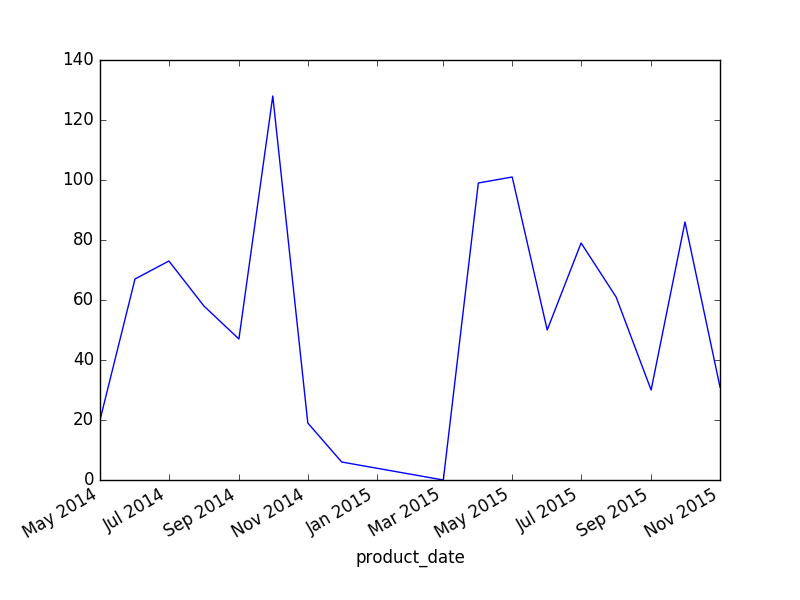 140
120
100
80
60
40
20
0
May 2014
Jul 2014
Sep 2014
Nov 2014
Jan 2015
Mar 2015
May 2015
Jul 2015
Sep 2015
Nov 2015
product_date